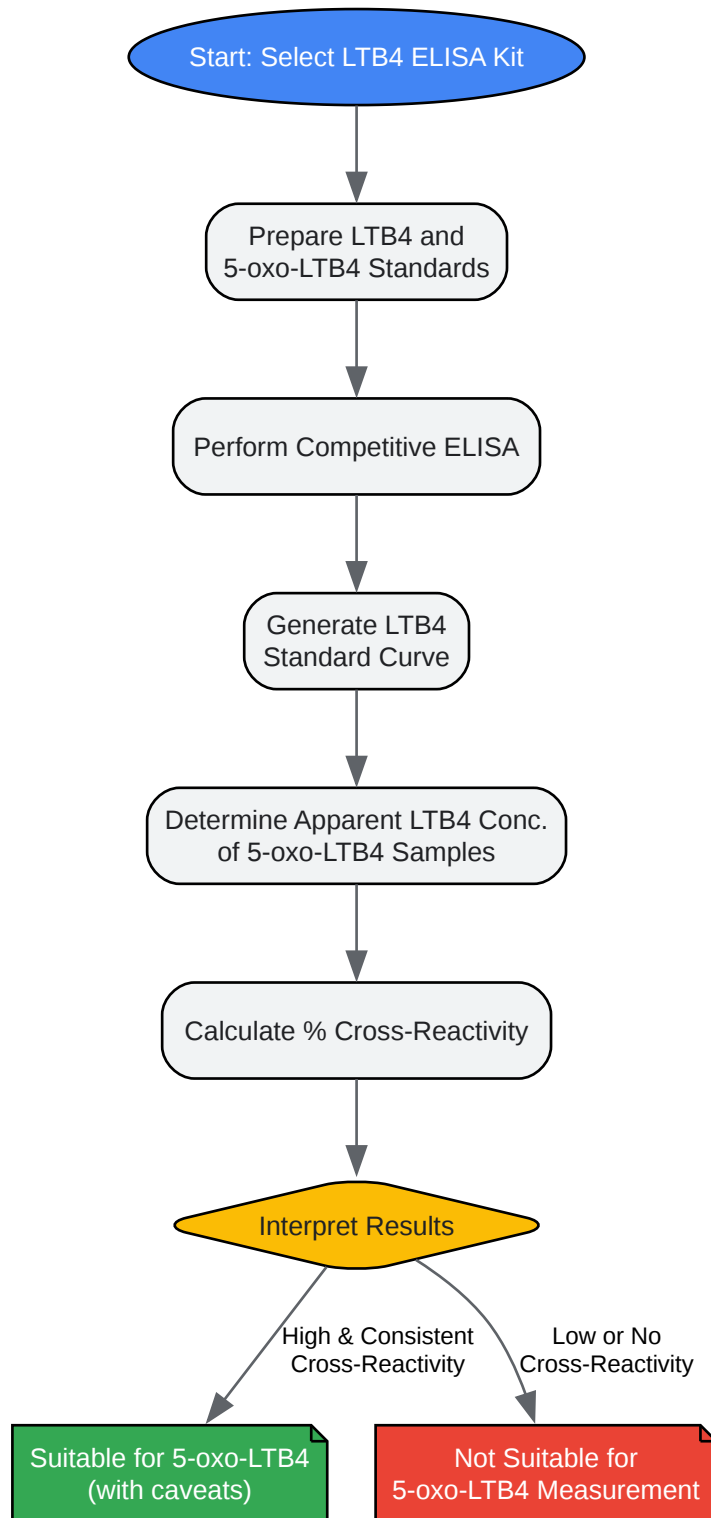 Start: Select LTB4 ELISA Kit
Prepare LTB4 and
5-oxo-LTB4 Standards
Perform Competitive ELISA
Generate LTB4
Standard Curve
Determine Apparent LTB4 Conc.
of 5-oxo-LTB4 Samples
Calculate % Cross-Reactivity
Interpret Results
High & Consistent
Cross-Reactivity
Low or No
Cross-Reactivity
Suitable for 5-oxo-LTB4
(with caveats)
Not Suitable for
5-oxo-LTB4 Measurement